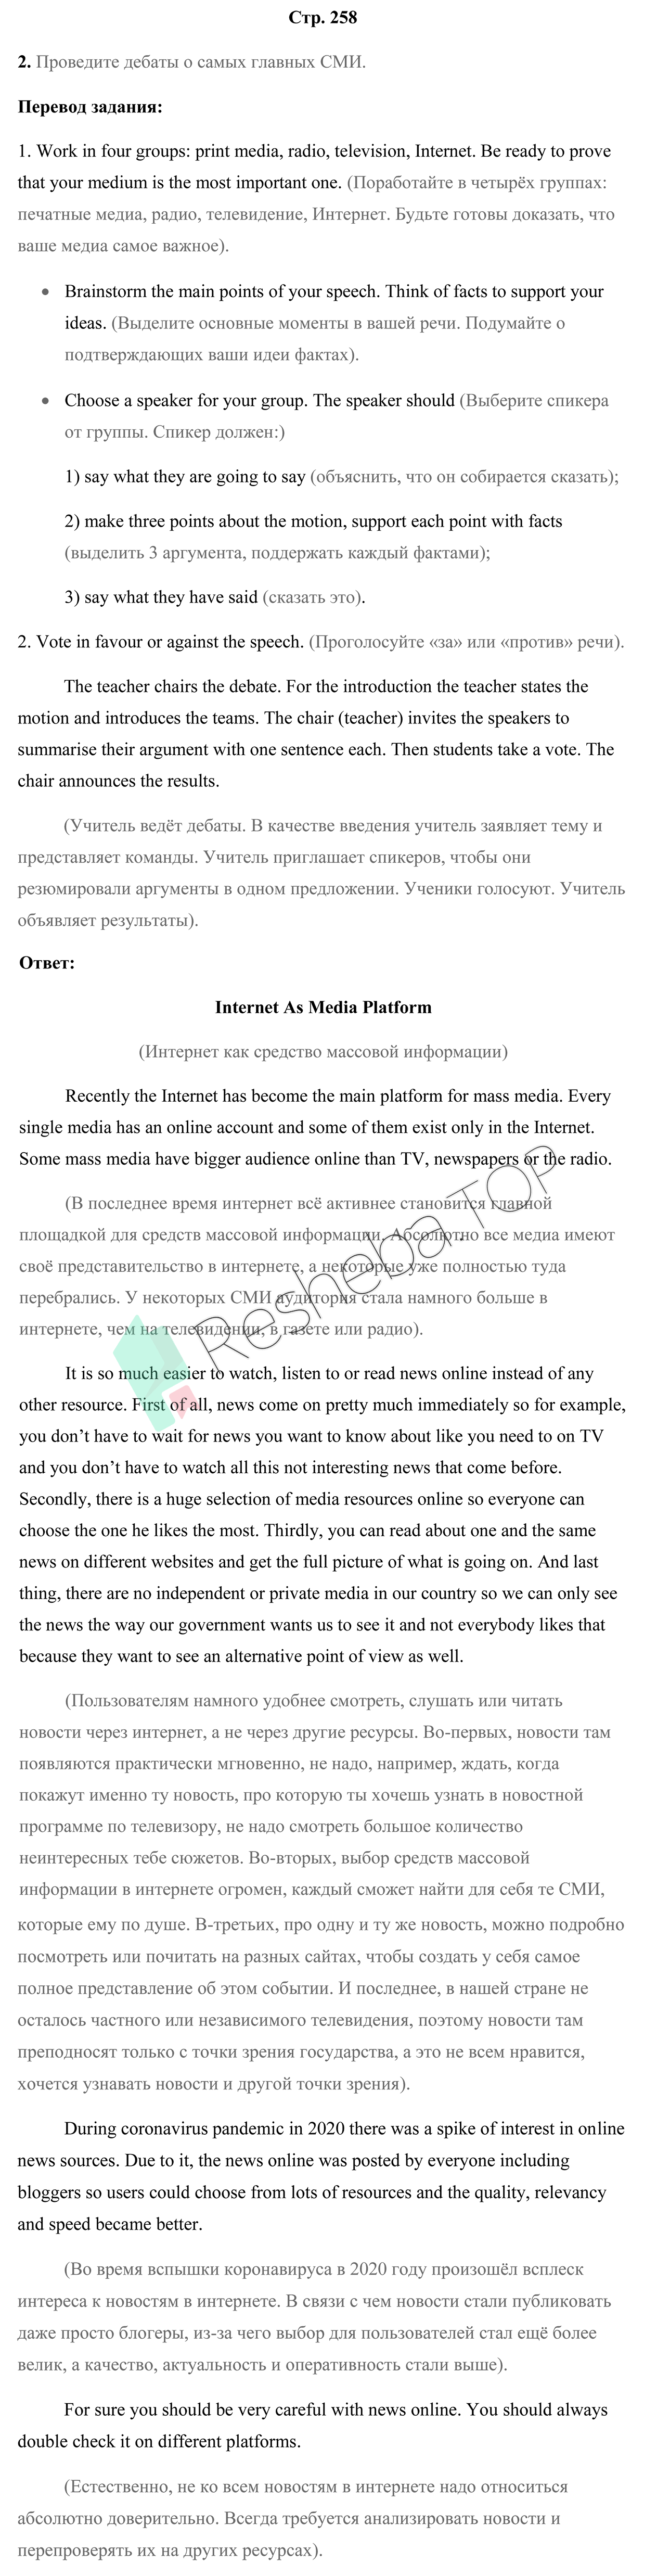 Стр. 258
2. Проведите дебаты о самых главных СМИ.
Перевод задания:
1. Work in four groups: print media, radio, television, Internet. Be ready to prove
that your medium is the most important one. (Поработайте в четырёх группах:
печатные медиа, радио, телевидение, Интернет. Будьте готовы доказать, что
ваше медиа самое важное).
• Brainstorm the main points of your speech. Think of facts to support your
ideas. (Выделите основные моменты в вашей речи. Подумайте о
подтверждающих ваши идеи фактах).
• Choose a speaker for your group. The speaker should (Выберите спикера
от группы. Спикер должен:)
1) say what they are going to say (объяснить, что он собирается сказать);
2) make three points about the motion, support each point with facts
(выделить 3 аргумента, поддержать каждый фактами);
3) say what they have said (сказать это).
2. Vote in favour or against the speech. (Проголосуйте «за» или «против» речи).
The teacher chairs the debate. For the introduction the teacher states the
motion and introduces the teams. The chair (teacher) invites the speakers to
summarise their argument with one sentence each. Then students take a vote. The
chair announces the results.
(Учитель ведёт дебаты. В качестве введения учитель заявляет тему и
представляет команды. Учитель приглашает спикеров, чтобы они
резюмировали аргументы в одном предложении. Ученики голосуют. Учитель
объявляет результаты).
Ответ:
Internet As Media Platform
(Интернет как средство массовой информации)
Recently the Internet has become the main platform for mass media. Every
single media has an online account and some of them exist only in the Internet.
Some mass media have bigger audience online than TV, newspapers or the radio.
(В последнее время интернет всё активнее становится главной
площадкой для средств массовой информации. Абсолютно все медиа имеют
своё представительство в интернете, а некоторые уже полностью туда
перебрались. У некоторых СМИ аудитория стала намного больше в
интернете, чем на телевидении, в газете или радио).
Resheba TOP
It is so much easier to watch, listen to or read news online instead of any
other resource. First of all, news come on pretty much immediately so for example,
you don’t have to wait for news you want to know about like you need to on TV
and you don’t have to watch all this not interesting news that come before.
Secondly, there is a huge selection of media resources online so everyone can
choose the one he likes the most. Thirdly, you can read about one and the same
news on different websites and get the full picture of what is going on. And last
thing, there are no independent or private media in our country so we can only see
the news the way our government wants us to see it and not everybody likes that
because they want to see an alternative point of view as well.
(Пользователям намного удобнее смотреть, слушать или читать
новости через интернет, а не через другие ресурсы. Во-первых, новости там
появляются практически мгновенно, не надо, например, ждать, когда
покажут именно ту новость, про которую ты хочешь узнать в новостной
программе по телевизору, не надо смотреть большое количество
неинтересных тебе сюжетов. Во-вторых, выбор средств массовой
информации в интернете огромен, каждый сможет найти для себя те СМИ,
которые ему по душе. В-третьих, про одну и ту же новость, можно подробно
посмотреть или почитать на разных сайтах, чтобы создать у себя самое
полное представление об этом событии. И последнее, в нашей стране не
осталось частного или независимого телевидения, поэтому новости там
преподносят только с точки зрения государства, а это не всем нравится,
хочется узнавать новости и другой точки зрения).
During coronavirus pandemic in 2020 there was a spike of interest in online
news sources. Due to it, the news online was posted by everyone including
bloggers so users could choose from lots of resources and the quality, relevancy
and speed became better.
(Во время вспышки коронавируса в 2020 году произошёл всплеск
интереса к новостям в интернете. В связи с чем новости стали публиковать
даже просто блогеры, из-за чего выбор для пользователей стал ещё более
велик, а качество, актуальность и оперативность стали выше).
For sure you should be very careful with news online. You should always
double check it on different platforms.
(Естественно, не ко всем новостям в интернете надо относиться
абсолютно доверительно. Всегда требуется анализировать новости и
перепроверять их на других ресурсах).